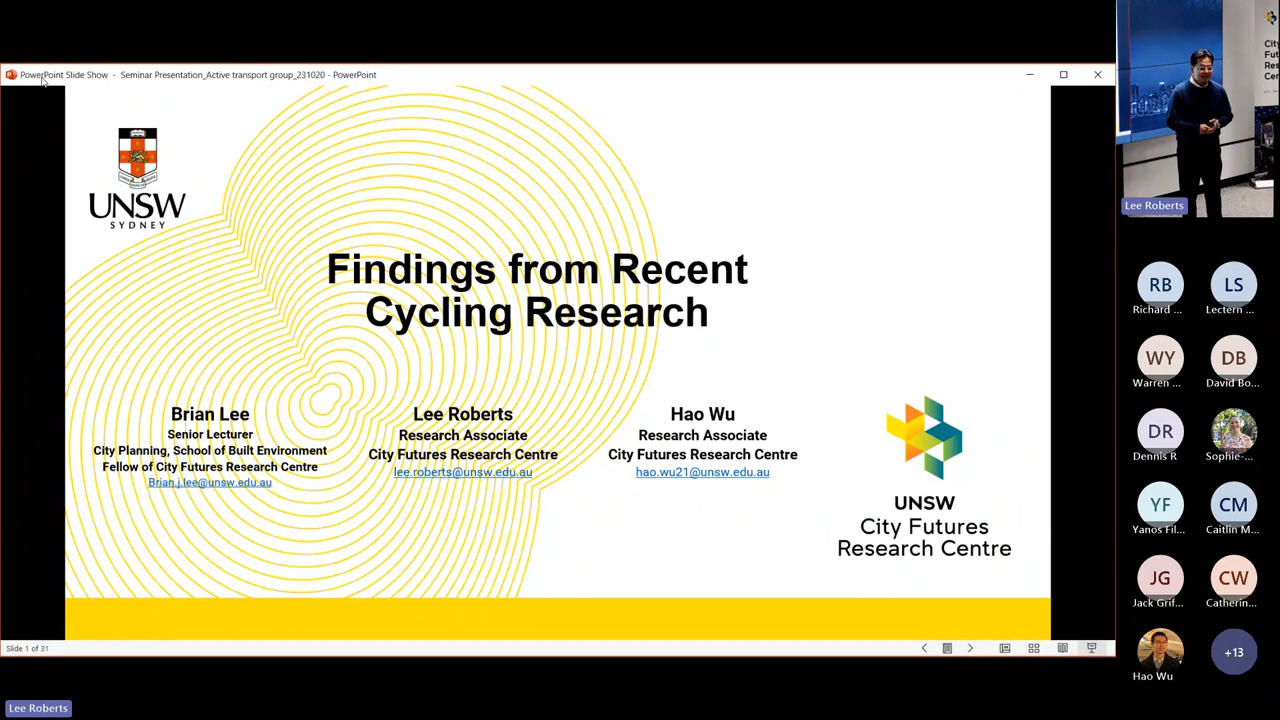 PowerPoint Slide Show - Seminar Presentation_Active transport group_231020 - PowerPoint
UNSW
SYDNEY
Findings from Recent
Cycling Research
Brian Lee
Senior Lecturer
City Planning, School of Built Environment
Fellow of City Futures Research Centre
Brian.j.lee@unsw.edu.au
Lee Roberts
Research Associate
City Futures Research Centre
lee.roberts@unsw.edu.au
Hao Wu
Research Associate
City Futures Research Centre
hao.wu21@unsw.edu.au
UNSW
City Futures
Research Centre
Slide 1 of 31
Lee Roberts
City
Lee Roberts
RB
Richard ...
LS
Lectern ...
WY
Warren ...
DB
David Bo...
DR
Dennis R
Sophie-...
YF
Yanos Fil...
CM
Caitlin M...
JG
Jack Grif...
CW
Catherin...
Hao Wu
+13